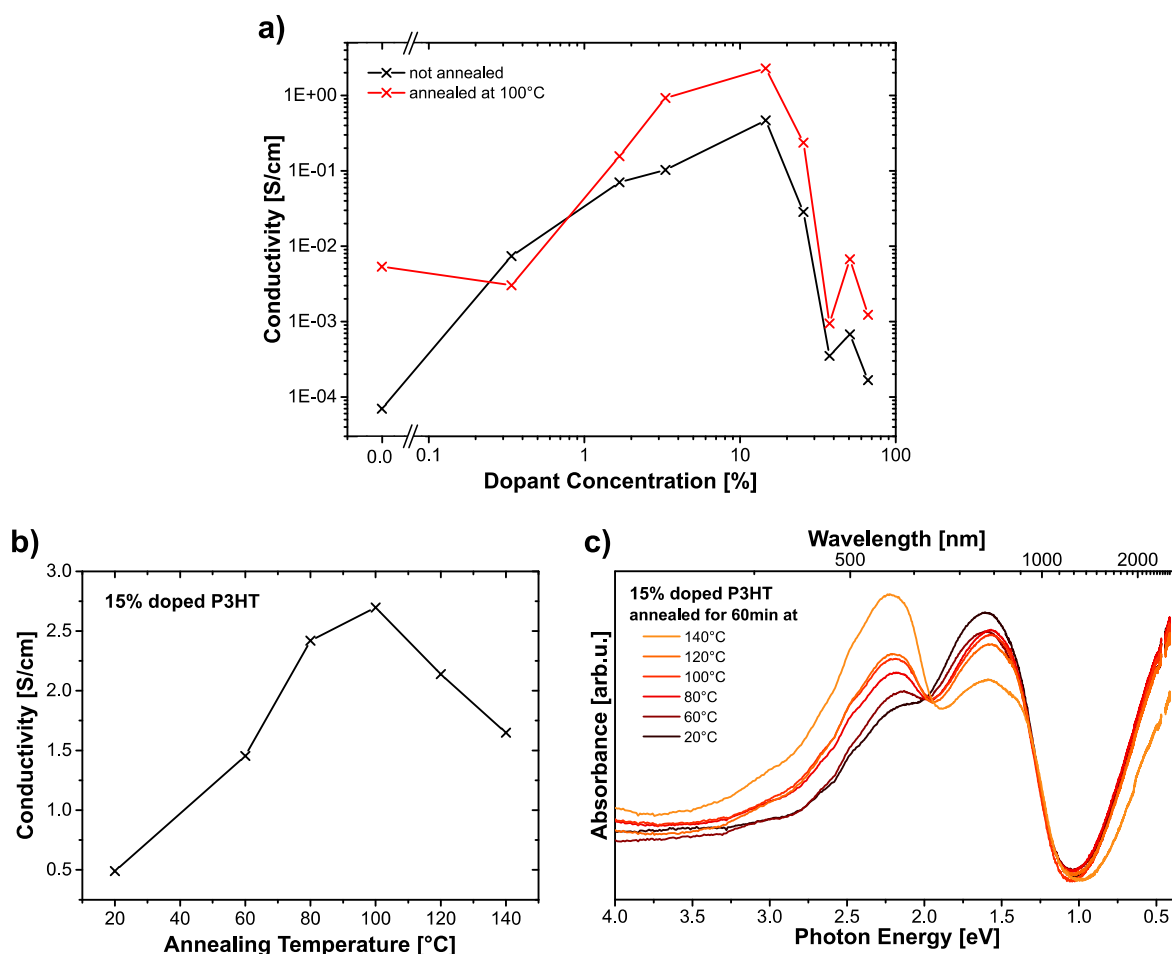 a)
not annealed
annealed at 100°C
1E+00
1E-01
1E-02
1E-03
1E-04
Conductivity [S/cm]
0.0 0.1 1 10 100
Dopant Concentration [%]
b)
3.0
2.5
2.0
1.5
1.0
0.5
15% doped P3HT
Conductivity [S/cm]
20 40 60 80 100 120 140
Annealing Temperature [°C]
c)
Wavelength [nm]
500 1000 2000
15% doped P3HT
annealed for 60min at
140°C
120°C
100°C
80°C
60°C
20°C
Absorbance [arb.u.]
4.0 3.5 3.0 2.5 2.0 1.5 1.0 0.5
Photon Energy [eV]